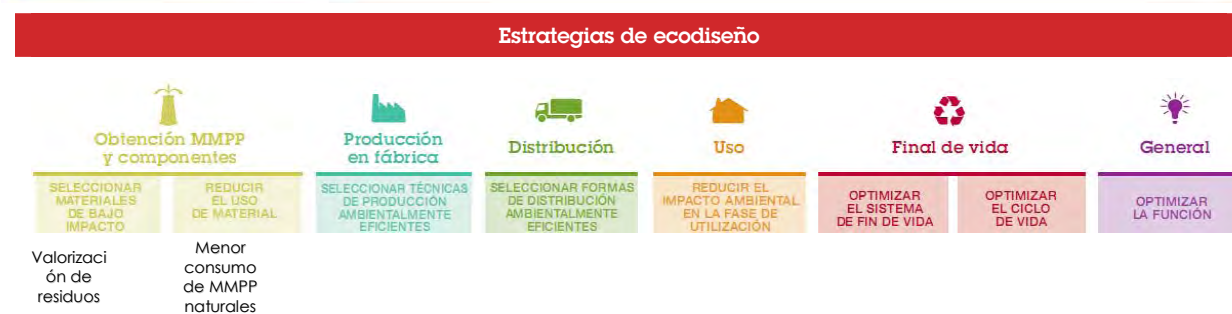 Estrategias de ecodiseño
Obtención MMPP
y componentes
Producción
en fábrica
Distribución
Uso
Final de vida
General
SELECCIONAR
MATERIALES
DE BAJO
IMPACTO
REDUCIR
EL USO
DE MATERIAL
SELECCIONAR TÉCNICAS
DE PRODUCCIÓN
AMBIENTALMENTE
EFICIENTES
SELECCIONAR FORMAS
DE DISTRIBUCIÓN
AMBIENTALMENTE
EFICIENTES
REDUCIR EL
IMPACTO AMBIENTAL
EN LA FASE DE
UTILIZACIÓN
OPTIMIZAR
EL SISTEMA
DE FIN DE VIDA
OPTIMIZAR
EL CICLO
DE VIDA
OPTIMIZAR
LA FUNCIÓN
Valorizaci
ón de
residuos
Menor
consumo
de MMPP
naturales